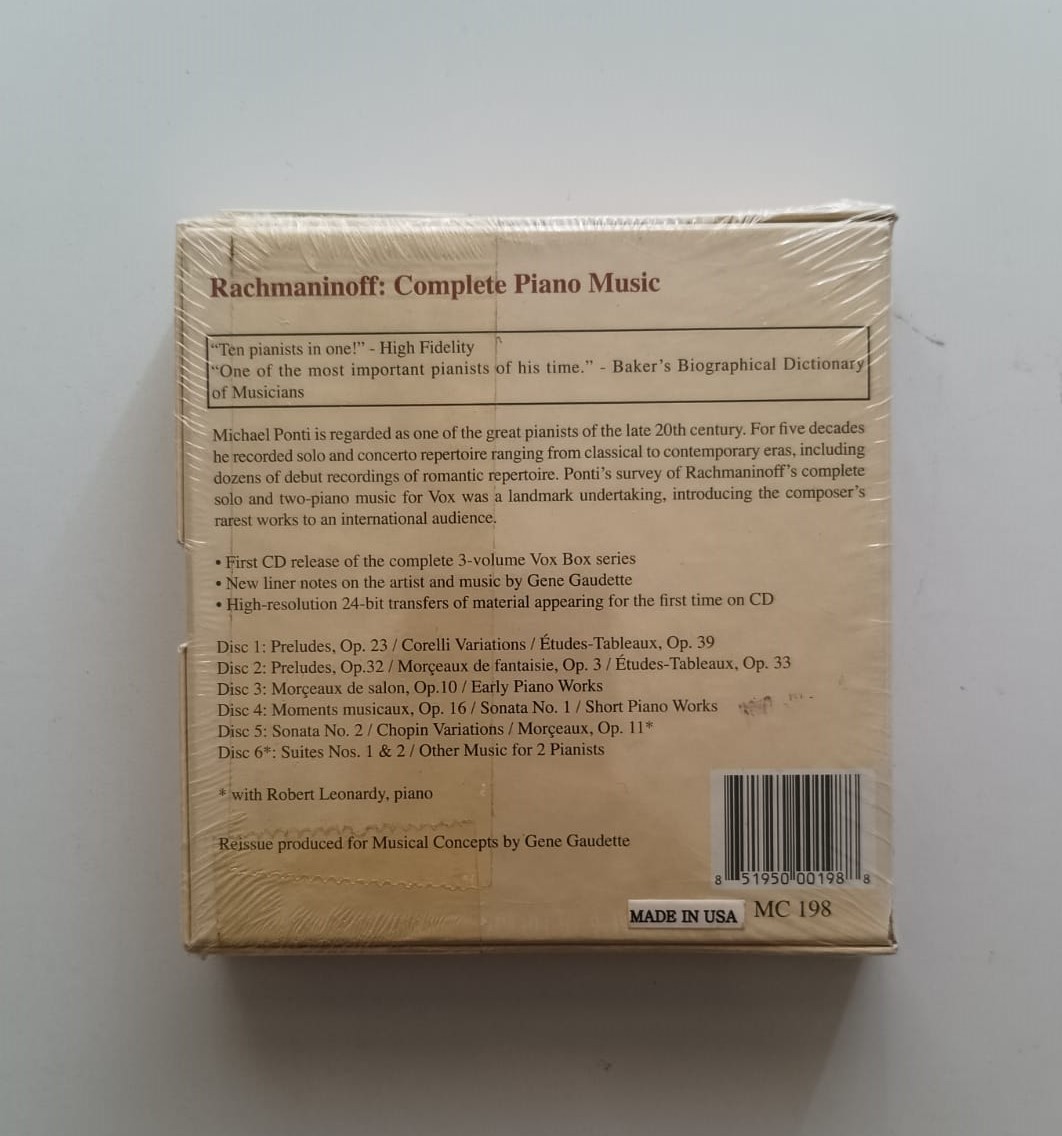 Rachmaninoff: Complete Piano Music
“Ten pianists in one!” - High Fidelity
“One of the most important pianists of his time.” - Baker’s Biographical Dictionary
of Musicians
Michael Ponti is regarded as one of the great pianists of the late 20th century. For five decades
he recorded solo and concerto repertoire ranging from classical to contemporary eras, including
dozens of debut recordings of romantic repertoire. Ponti’s survey of Rachmaninoff’s complete
solo and two-piano music for Vox was a landmark undertaking, introducing the composer’s
rarest works to an international audience.
• First CD release of the complete 3-volume Vox Box series
• New liner notes on the artist and music by Gene Gaudette
• High-resolution 24-bit transfers of material appearing for the first time on CD
Disc 1: Preludes, Op. 23 / Corelli Variations / Études-Tableaux, Op. 39
Disc 2: Preludes, Op.32 / Morçeaux de fantaisie, Op. 3 / Études-Tableaux, Op. 33
Disc 3: Morçeaux de salon, Op.10 / Early Piano Works
Disc 4: Moments musicaux, Op. 16 / Sonata No. 1 / Short Piano Works
Disc 5: Sonata No. 2 / Chopin Variations / Morçeaux, Op. 11*
Disc 6*: Suites Nos. 1 & 2 / Other Music for 2 Pianists
* with Robert Leonardy, piano
Reissue produced for Musical Concepts by Gene Gaudette
8 51950 00198 8
MADE IN USA MC 198